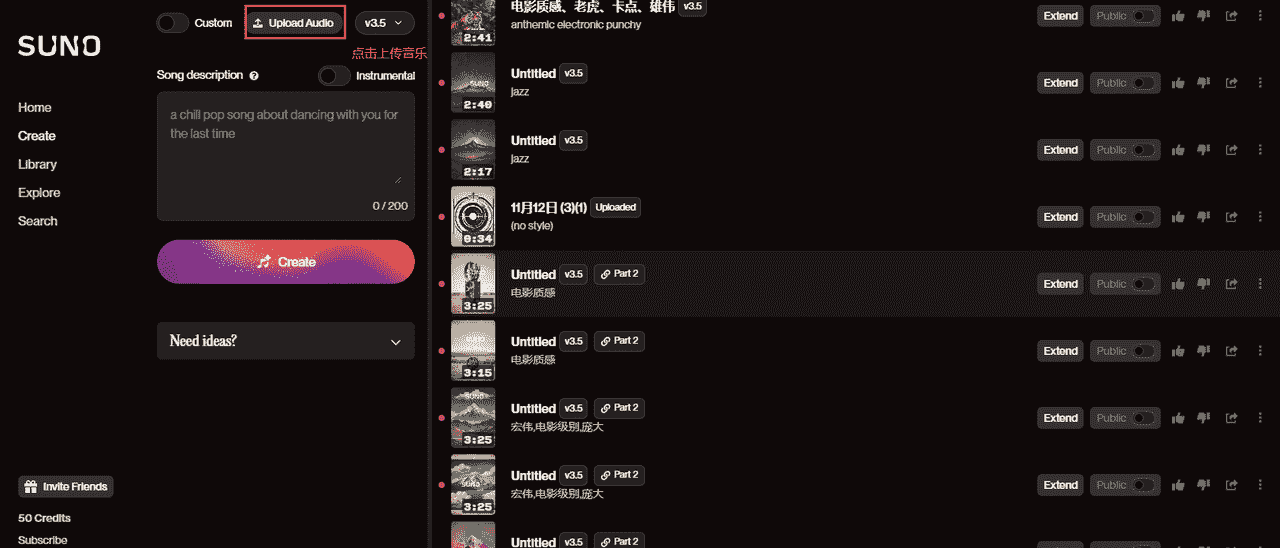 SUNO
Home
Create
Library
Explore
Search
Invite Friends
50 Credits
Subscribe
Custom
Upload Audio
v3.5
点击上传音乐
Song description
Instrumental
a chill pop song about dancing with you for
the last time
0 / 200
Create
Need ideas?
2:41
电影质感、老虎、卡点、雄伟 v3.5
anthemic electronic punchy
Extend Public
2:40
Untitled v3.5
jazz
Extend Public
2:17
Untitled v3.5
jazz
Extend Public
0:34
11月12日 (3)(1) Uploaded
(no style)
Extend Public
3:25
Untitled v3.5 Part 2
电影质感
Extend Public
3:15
Untitled v3.5 Part 2
电影质感
Extend Public
3:25
Untitled v3.5 Part 2
宏伟,电影级别,庞大
Extend Public
3:25
Untitled v3.5 Part 2
宏伟,电影级别,庞大
Extend Public
Untitled v3.5 Part 2